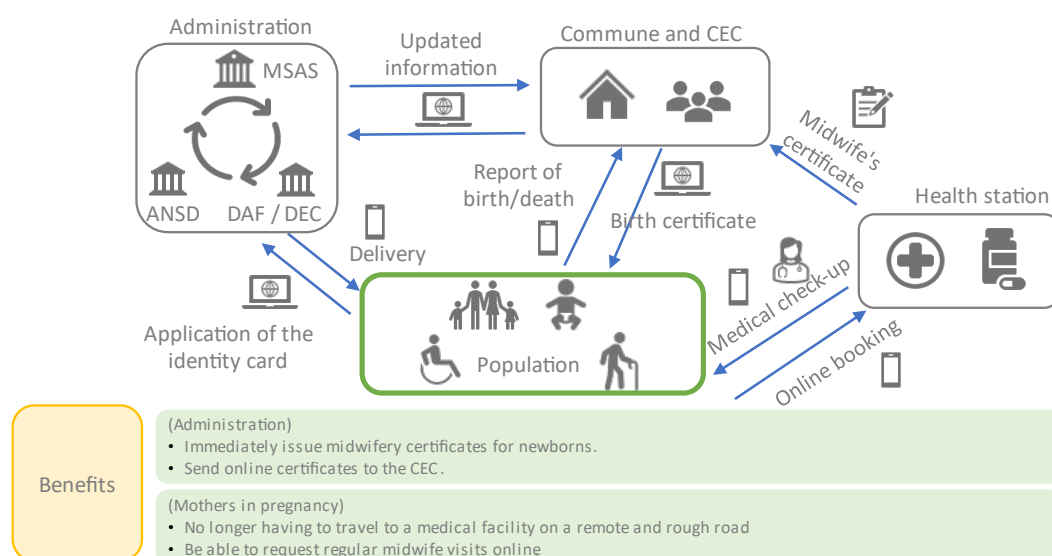 Administration
MSAS
ANSD
DAF / DEC
Updated
information
Commune and CEC
Midwife's
certificate
Health station
Report of
birth/death
Birth certificate
Delivery
Application of the
identity card
Population
Medical check-up
Online booking
Benefits
(Administration)
• Immediately issue midwifery certificates for newborns.
• Send online certificates to the CEC.
(Mothers in pregnancy)
• No longer having to travel to a medical facility on a remote and rough road
• Be able to request regular midwife visits online